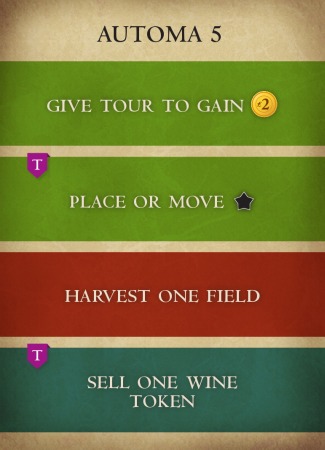 AUTOMA 5
GIVE TOUR TO GAIN 2
T
PLACE OR MOVE
HARVEST ONE FIELD
T
SELL ONE WINE
TOKEN